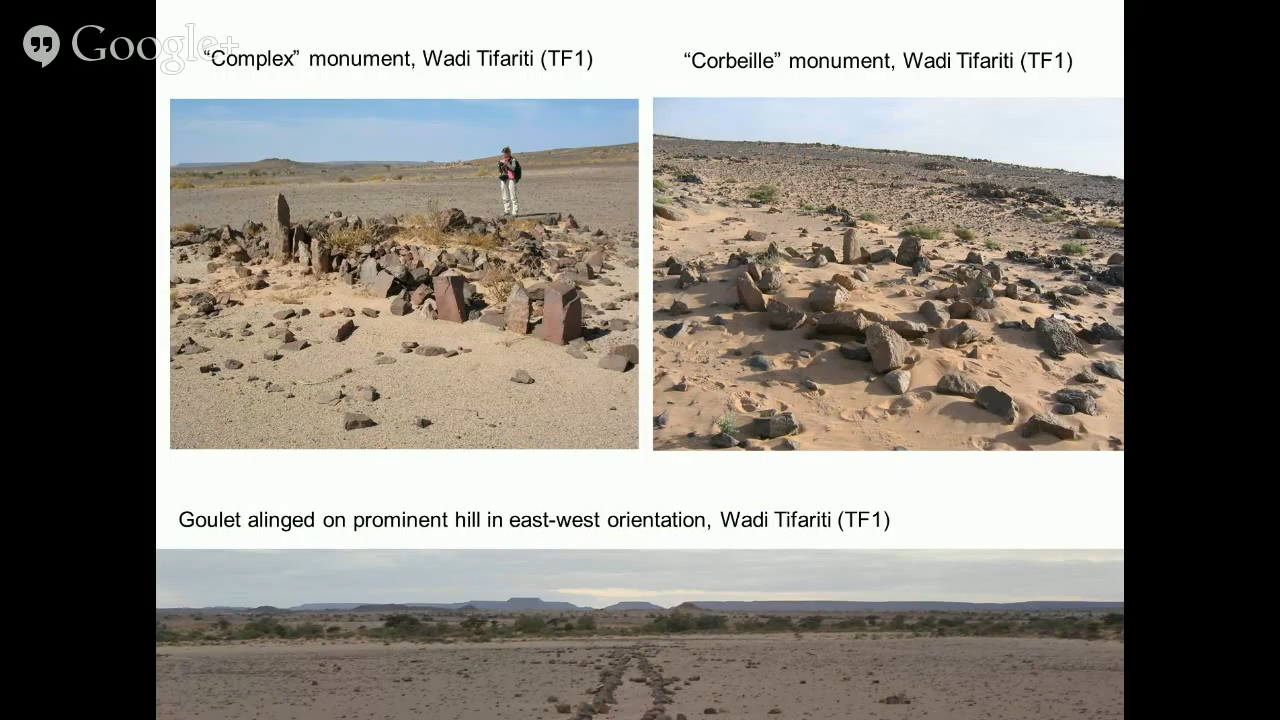 Google+
“Complex” monument, Wadi Tifariti (TF1)
“Corbeille” monument, Wadi Tifariti (TF1)
Goulet alinged on prominent hill in east-west orientation, Wadi Tifariti (TF1)